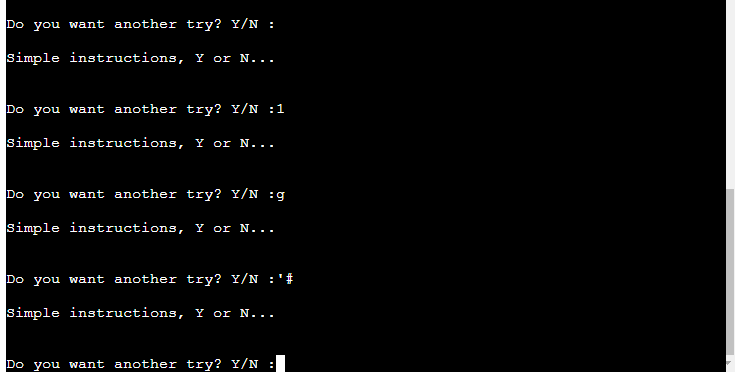 Do you want another try? Y/N :
Simple instructions, Y or N...
Do you want another try? Y/N :1
Simple instructions, Y or N...
Do you want another try? Y/N :g
Simple instructions, Y or N...
Do you want another try? Y/N :'#
Simple instructions, Y or N...
Do you want another try? Y/N :